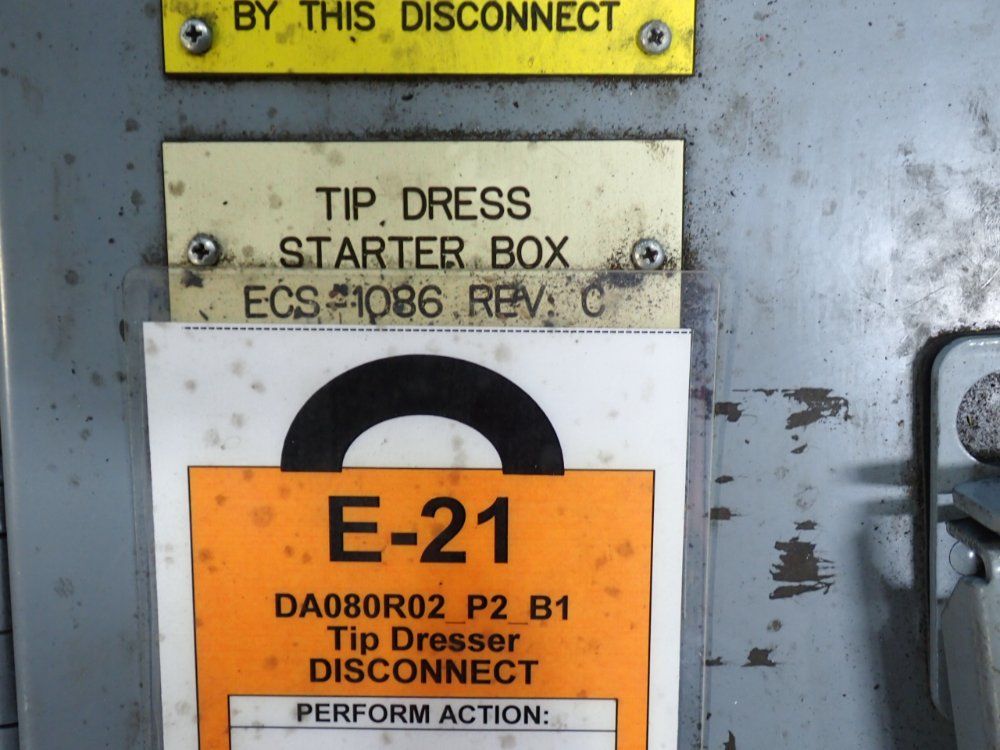 BY THIS DISCONNECT
TIP DRESS
STARTER BOX
ECS-1086 REV: C
E-21
DA080R02_P2_B1
Tip Dresser
DISCONNECT
PERFORM ACTION: